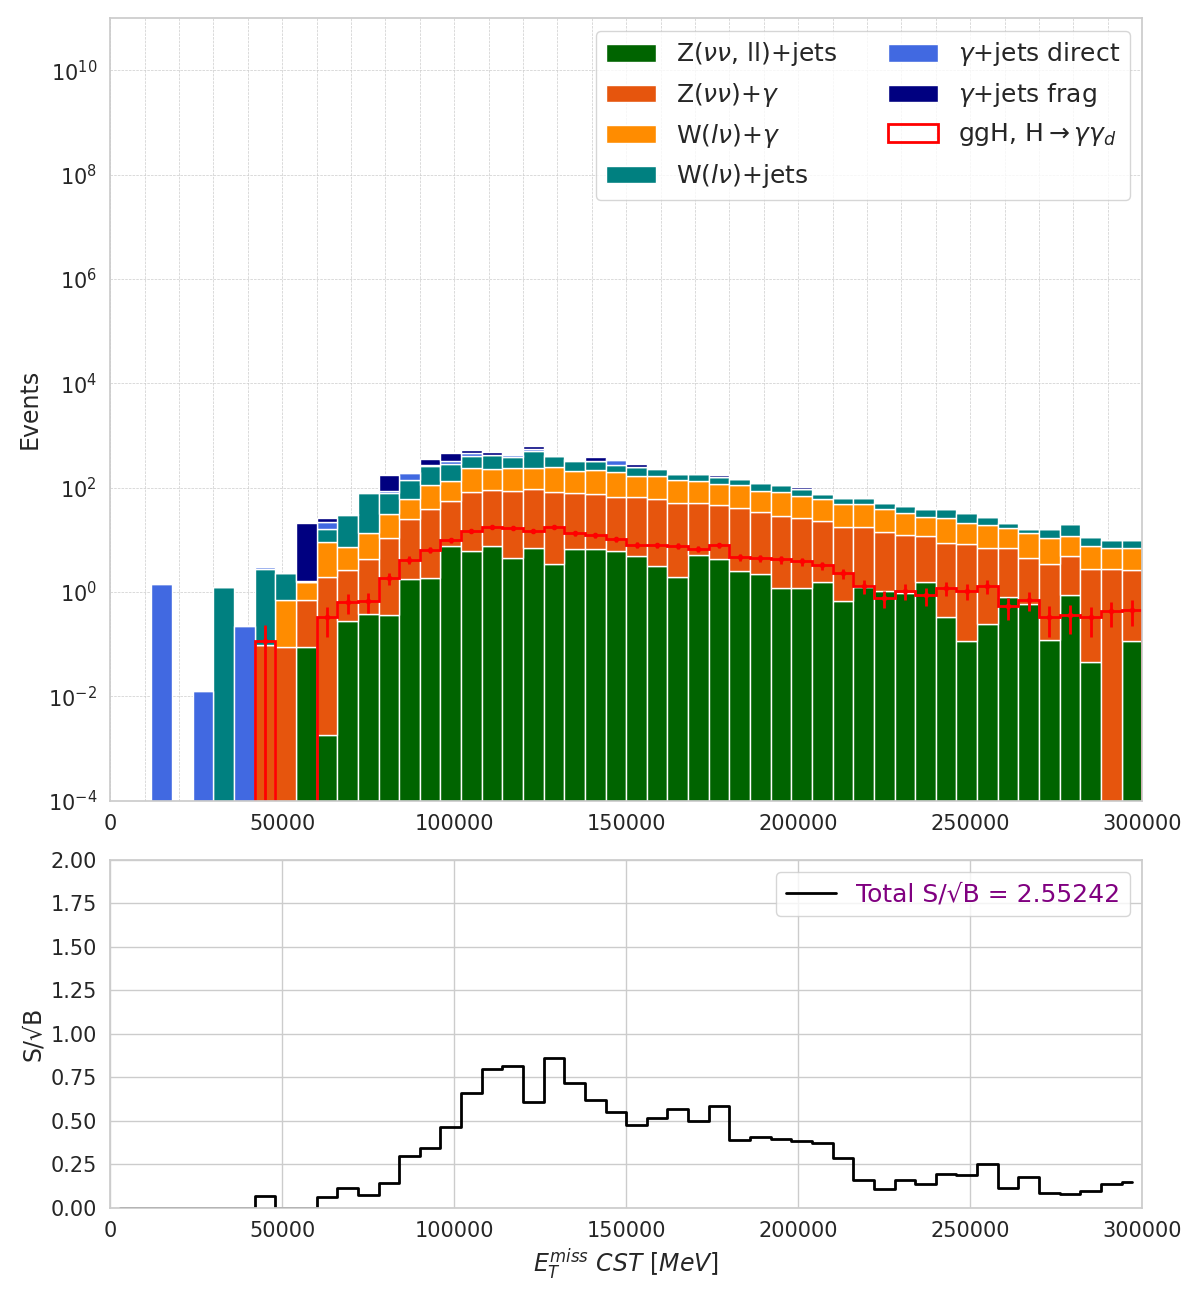 Z(νν, ll)+jets
Z(νν)+γ
W(lν)+γ
W(lν)+jets
γ+jets direct
γ+jets frag
ggH, H→γγ_d
Events
10^10
10^8
10^6
10^4
10^2
10^0
10^−2
10^−4
0 50000 100000 150000 200000 250000 300000
Total S/√B = 2.55242
S/√B
2.00
1.75
1.50
1.25
1.00
0.75
0.50
0.25
0.00
0 50000 100000 150000 200000 250000 300000
E_T^miss CST [MeV]